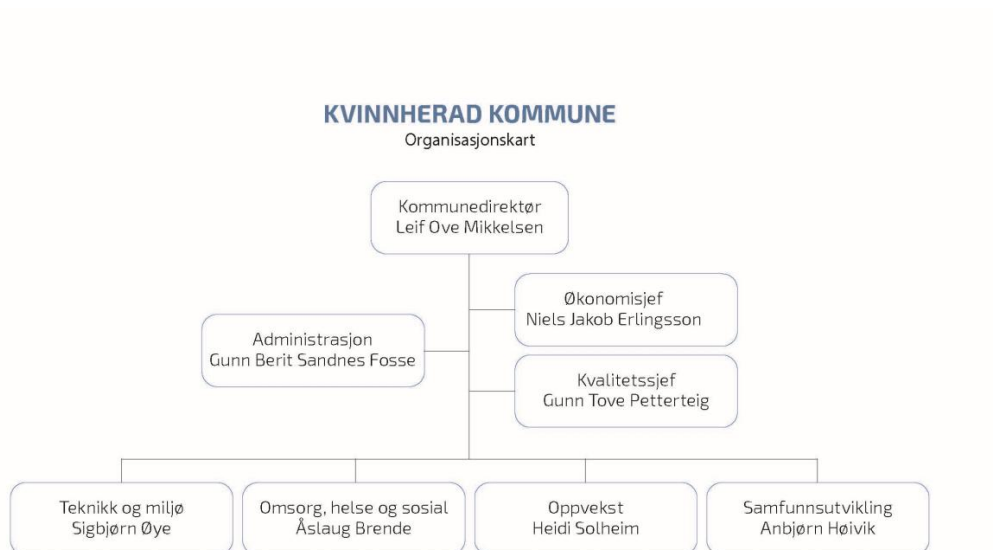 KVINNHERAD KOMMUNE
Organisasjonskart
Kommunedirektør
Leif Ove Mikkelsen
Økonomisjef
Niels Jakob Erlingsson
Administrasjon
Gunn Berit Sandnes Fosse
Kvalitetssjef
Gunn Tove Petterteig
Teknikk og miljø
Sigbjørn Øye
Omsorg, helse og sosial
Åslaug Brende
Oppvekst
Heidi Solheim
Samfunnsutvikling
Anbjørn Høivik